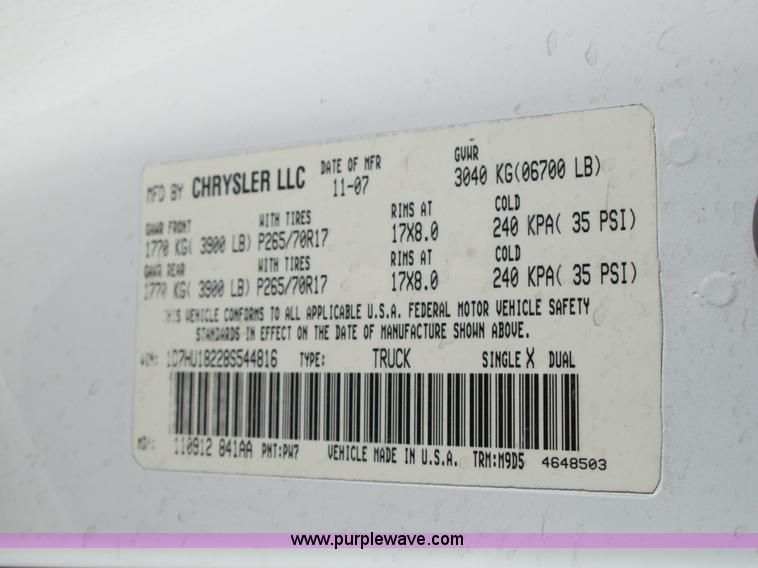 MFD BY CHRYSLER LLC DATE OF MFR 11-07 GVWR 3040 KG(06700 LB)
GAWR FRONT WITH TIRES RIMS AT COLD
1770 KG( 3900 LB) P265/70R17 17X8.0 240 KPA( 35 PSI)
GAWR REAR WITH TIRES RIMS AT COLD
1770 KG( 3900 LB) P265/70R17 17X8.0 240 KPA( 35 PSI)
THIS VEHICLE CONFORMS TO ALL APPLICABLE U.S.A. FEDERAL MOTOR VEHICLE SAFETY
STANDARDS IN EFFECT ON THE DATE OF MANUFACTURE SHOWN ABOVE.
VIN: 1D7HU18228S544816 TYPE: TRUCK SINGLE X DUAL
MDH: 110912 841AA PNT:PW7 VEHICLE MADE IN U.S.A. TRM:M9D5 4648503
www.purplewave.com